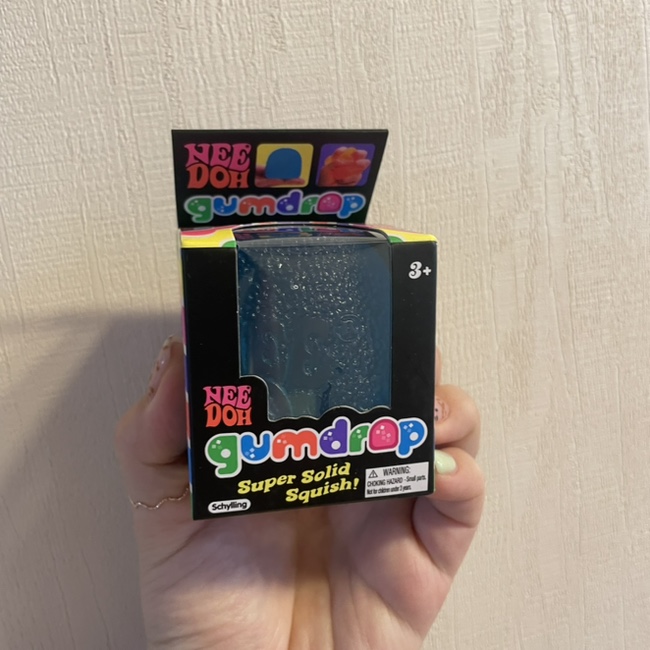 NEE
DOH
gumdrop
3+
NEE
DOH
gumdrop
Super Solid
Squish!
WARNING:
CHOKING HAZARD - Small parts.
Not for children under 3 years.
Schylling